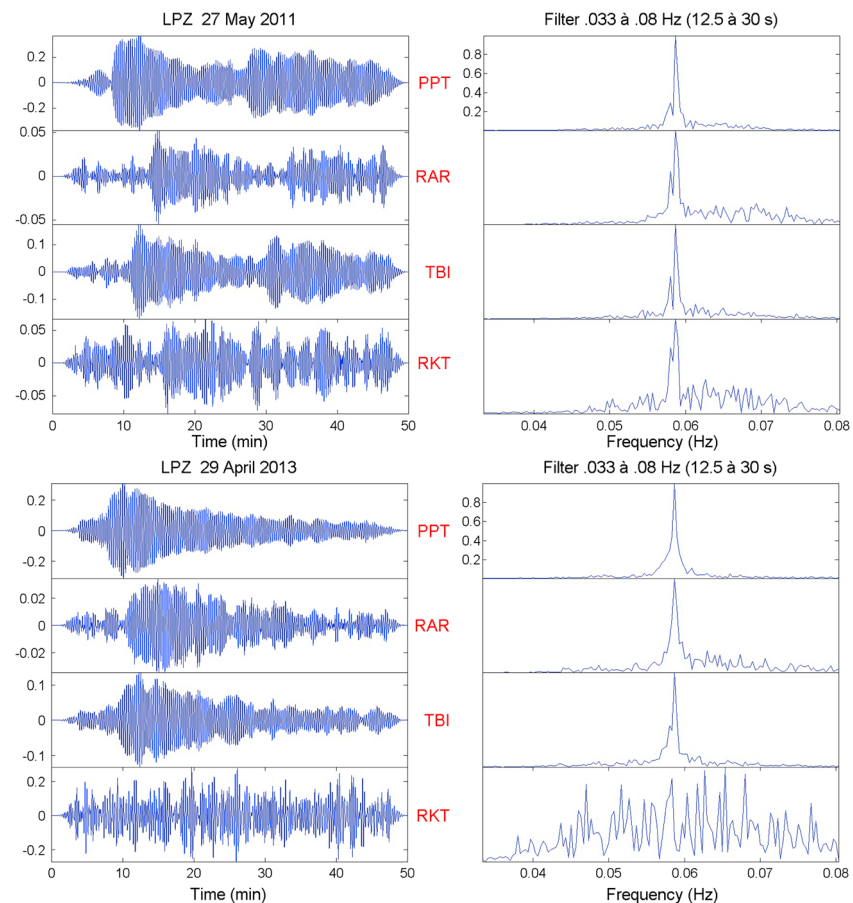 LPZ 27 May 2011
Filter .033 à .08 Hz (12.5 à 30 s)
0.2
0
-0.2
PPT
0.8
0.6
0.4
0.2
0.05
0
-0.05
RAR
0.1
0
-0.1
TBI
0.05
0
-0.05
RKT
0 10 20 30 40 50
0.04 0.05 0.06 0.07 0.08
Time (min)
Frequency (Hz)
LPZ 29 April 2013
Filter .033 à .08 Hz (12.5 à 30 s)
0.2
0
-0.2
PPT
0.8
0.6
0.4
0.2
0.02
0
-0.02
RAR
0.1
0
-0.1
TBI
0.2
0
-0.2
RKT
0 10 20 30 40 50
0.04 0.05 0.06 0.07 0.08
Time (min)
Frequency (Hz)